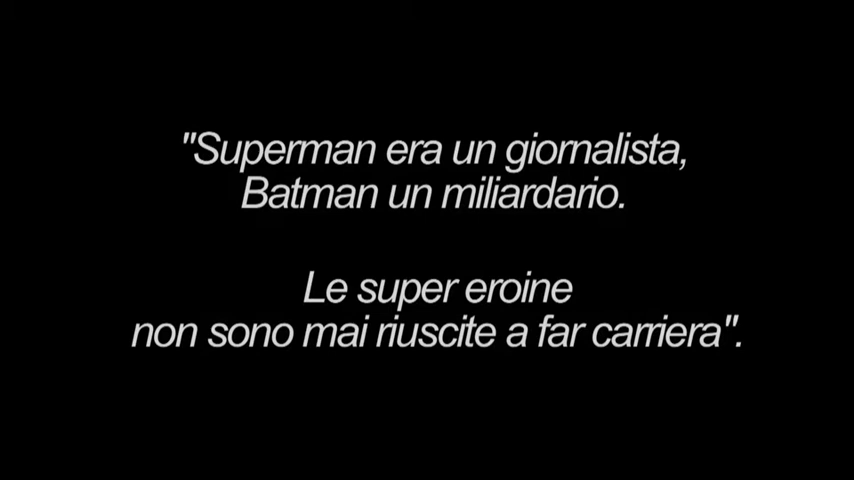 "Superman era un giornalista,
Batman un miliardario.
Le super eroine
non sono mai riuscite a far carriera".